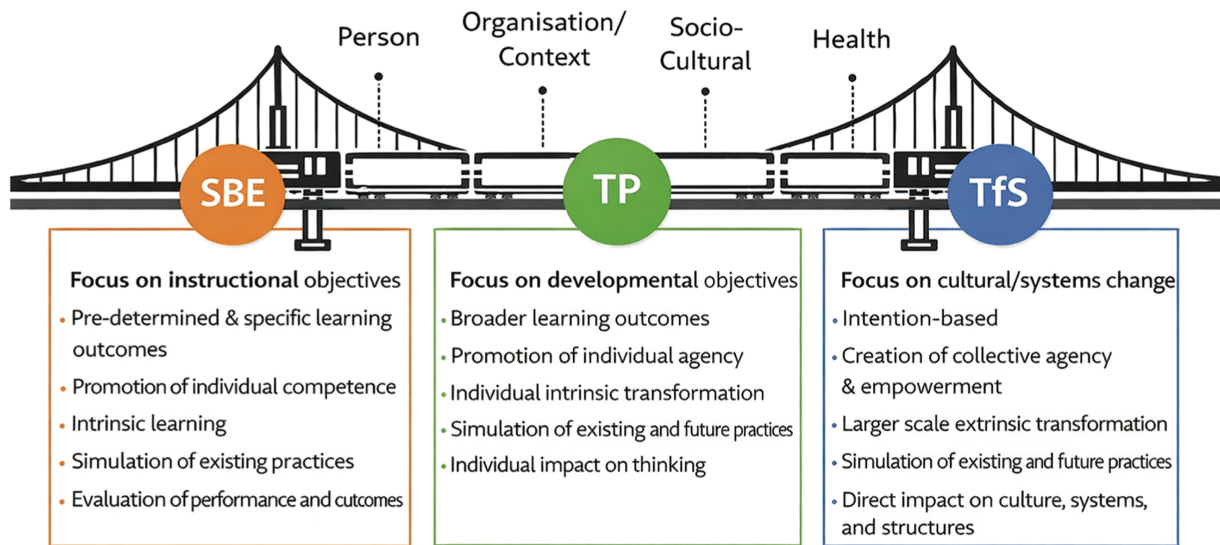 Person
Organisation/
Context
Socio-
Cultural
Health
SBE
TP
TfS
Focus on instructional objectives
• Pre-determined & specific learning
outcomes
• Promotion of individual competence
• Intrinsic learning
• Simulation of existing practices
• Evaluation of performance and outcomes
Focus on developmental objectives
• Broader learning outcomes
• Promotion of individual agency
• Individual intrinsic transformation
• Simulation of existing and future practices
• Individual impact on thinking
Focus on cultural/systems change
• Intention-based
• Creation of collective agency
& empowerment
• Larger scale extrinsic transformation
• Simulation of existing and future practices
• Direct impact on culture, systems,
and structures